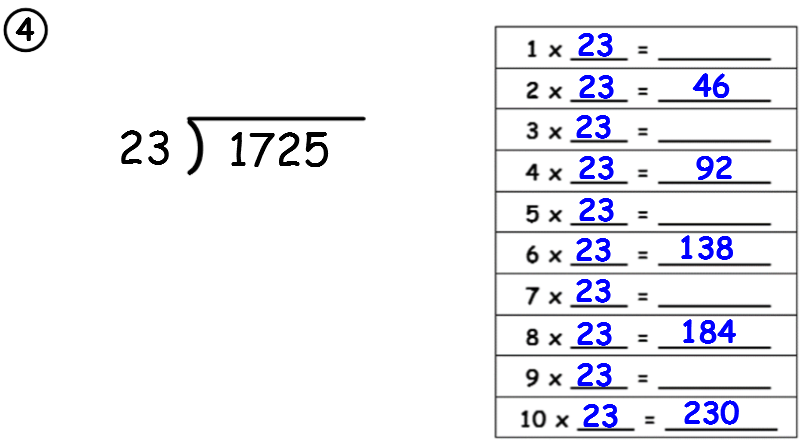 4
23 ) 1725
1 x 23 = ________
2 x 23 = 46
3 x 23 = ________
4 x 23 = 92
5 x 23 = ________
6 x 23 = 138
7 x 23 = ________
8 x 23 = 184
9 x 23 = ________
10 x 23 = 230